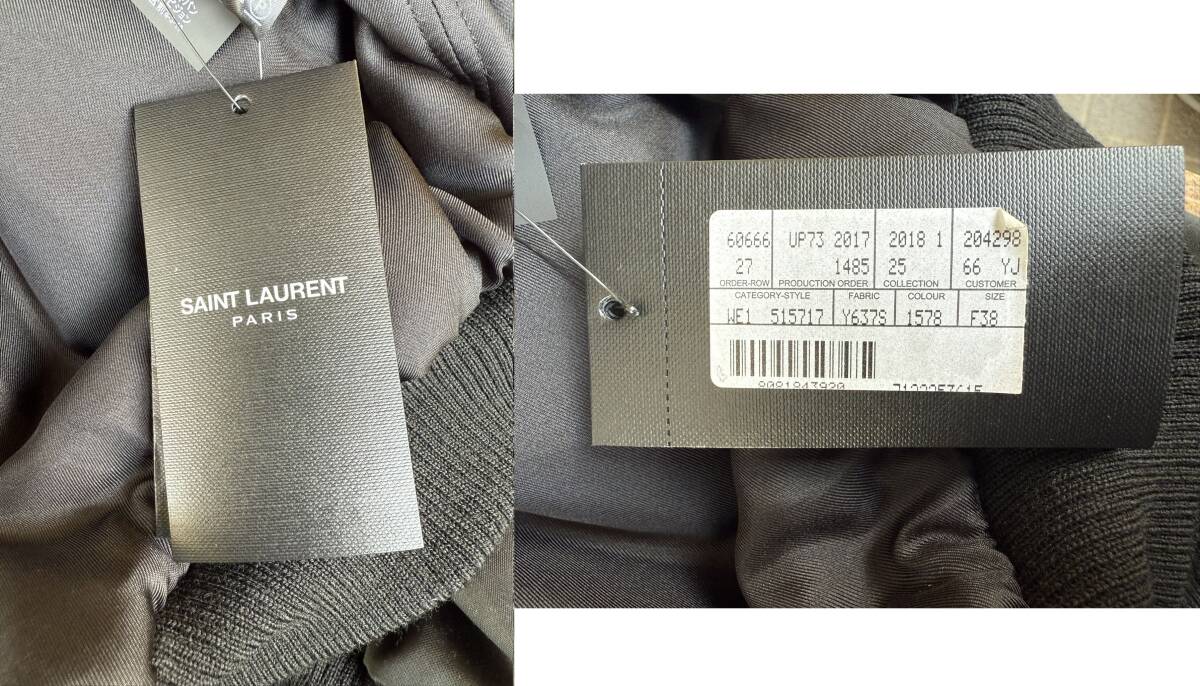 SAINT LAURENT
PARIS
60666 UP73 2017 2018 1 204298
27 1485 25 66 YJ
ORDER-ROW PRODUCTION ORDER COLLECTION CUSTOMER
CATEGORY-STYLE FABRIC COLOUR SIZE
WE1 515717 Y637S 1578 F38